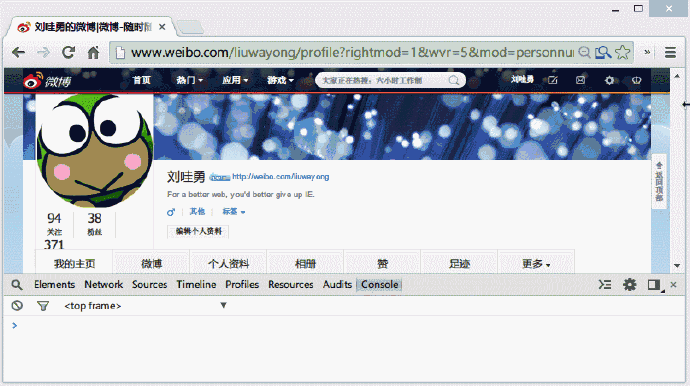 刘哇勇的微博|微博-随时随
www.weibo.com/liuwayong/profile?rightmod=1&wvr=5&mod=personnu
微博 首页 热门 应用 游戏 大家正在热搜：六小时工作制 刘哇勇
刘哇勇 http://weibo.com/liuwayong
For a better web, you'd better give up IE.
♂ 其他 标签
94 38
关注 粉丝
编辑个人资料
371
返回顶部
我的主页 微博 个人资料 相册 赞 足迹 更多
Elements Network Sources Timeline Profiles Resources Audits Console
<top frame>
>